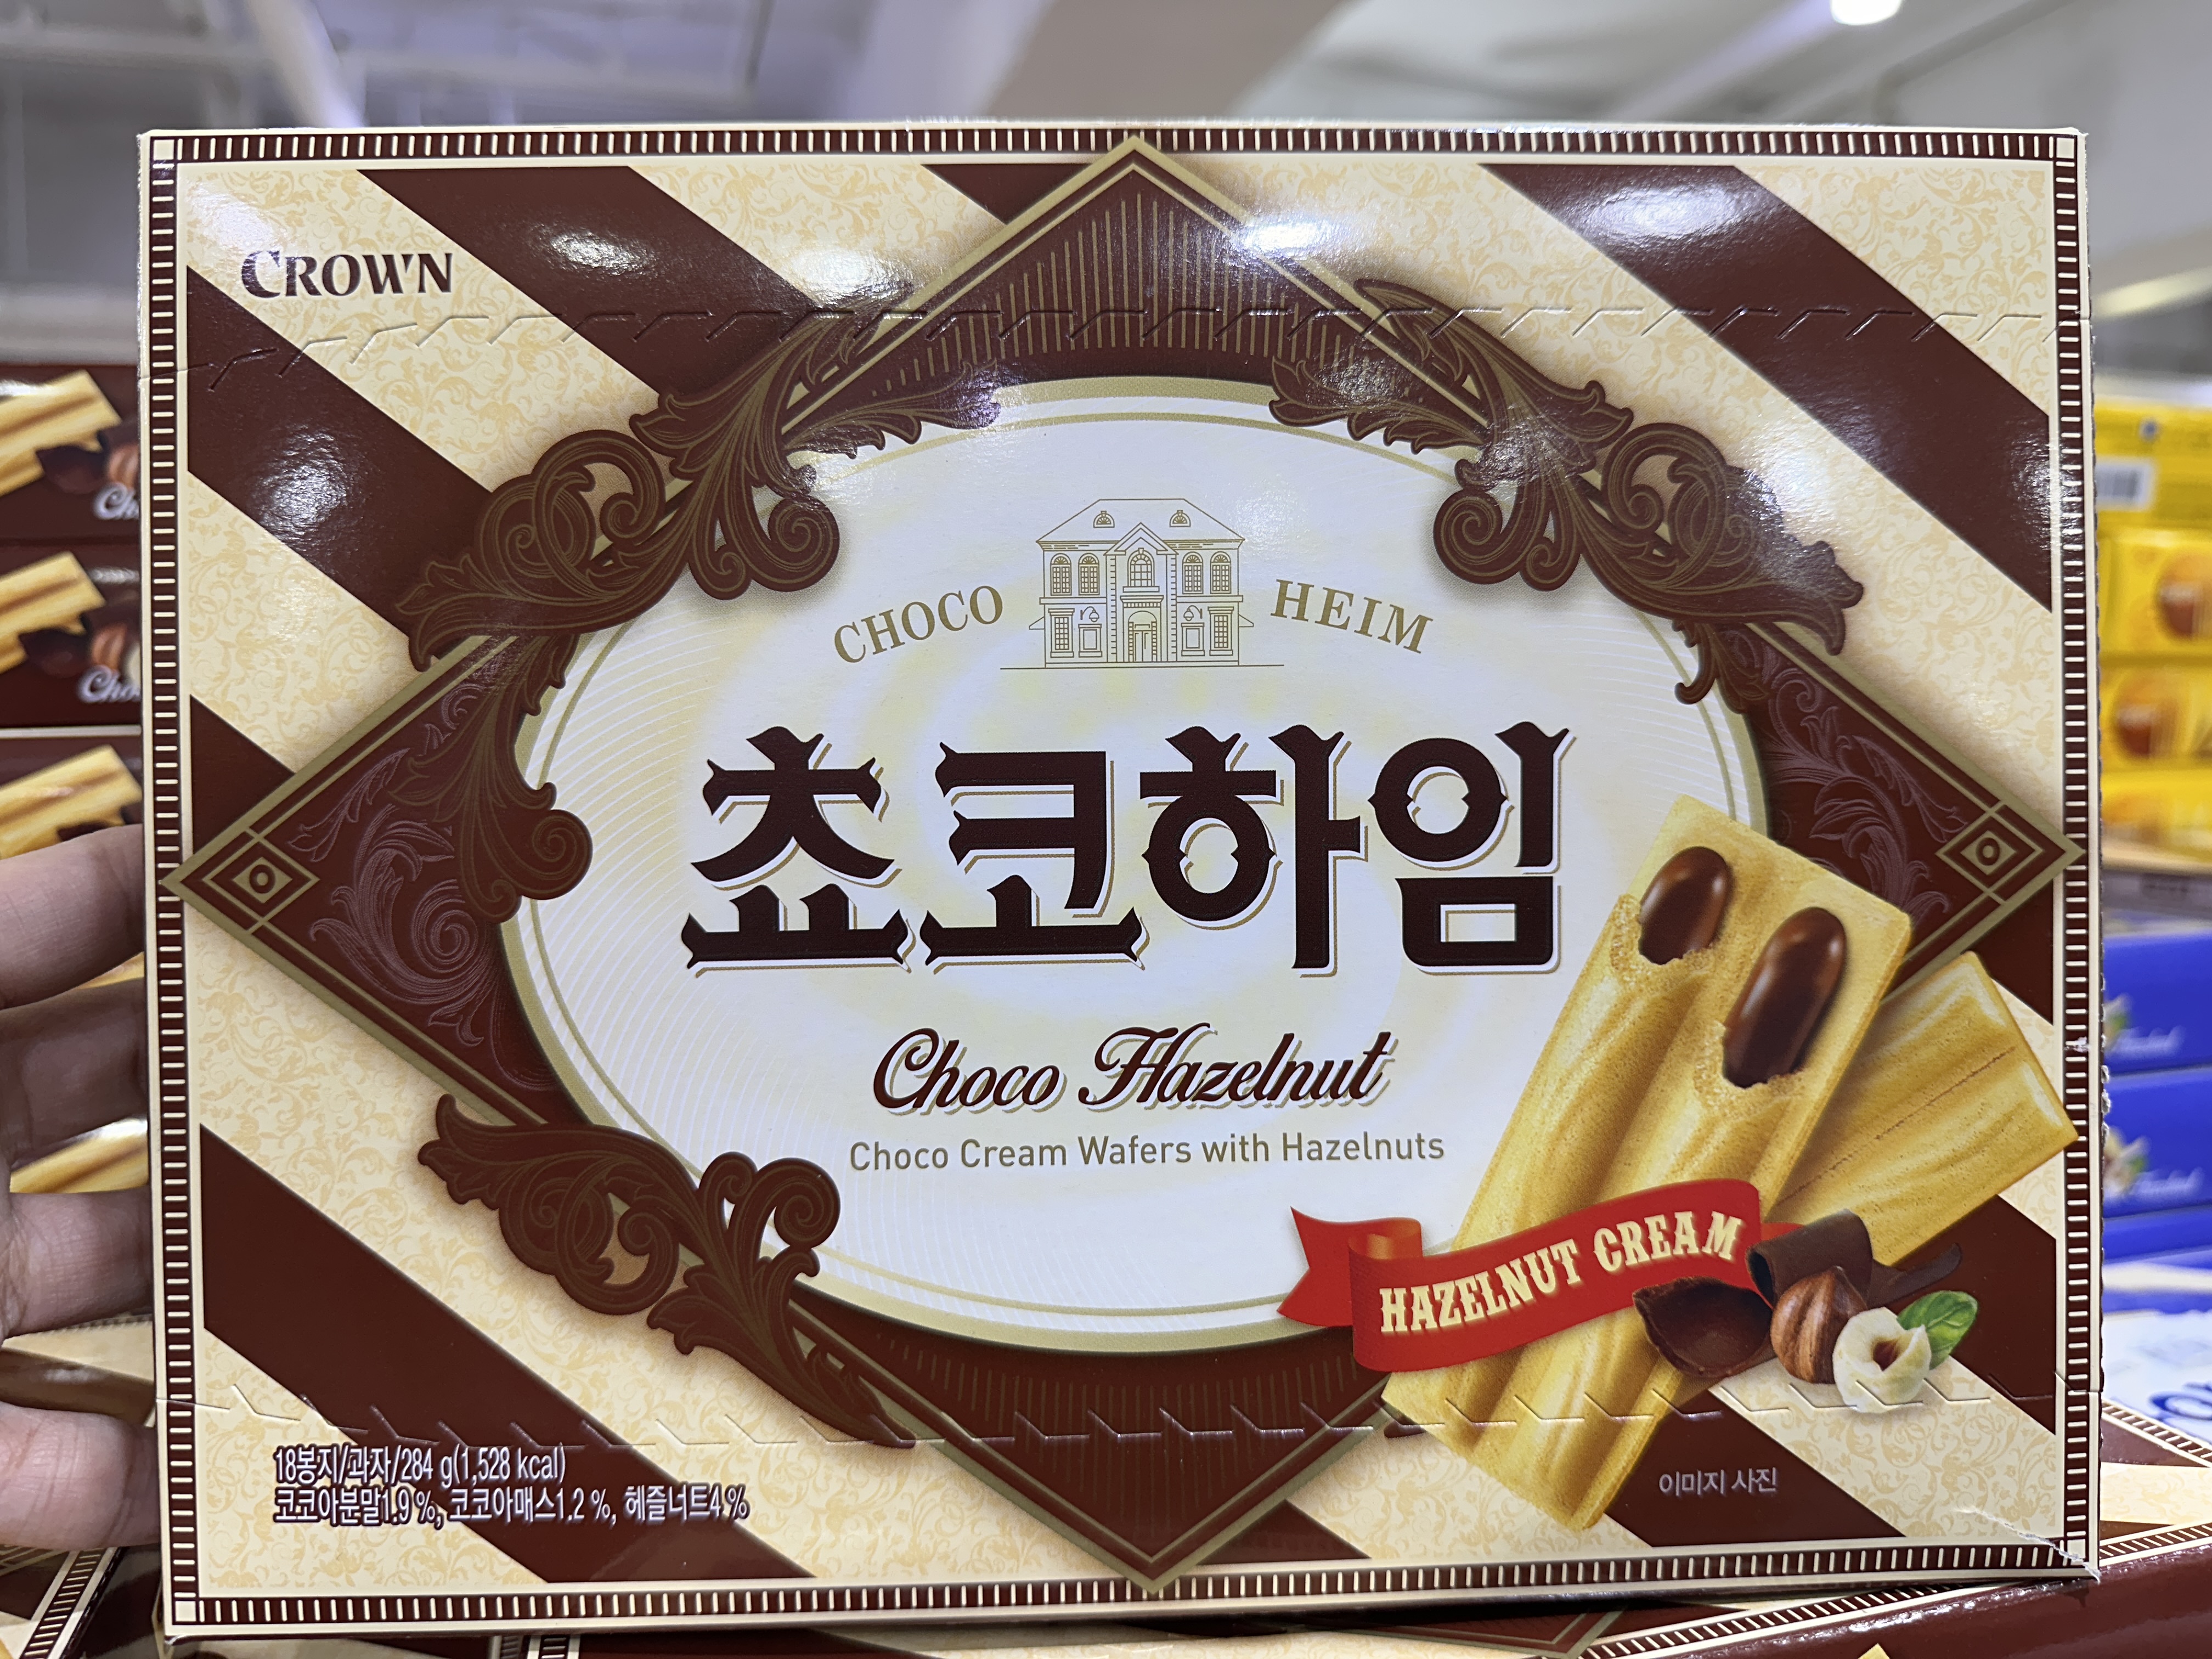 CROWN
CHOCO HEIM
쵸코하임
Choco Hazelnut
Choco Cream Wafers with Hazelnuts
HAZELNUT CREAM
18봉지/과자/284 g(1,528 kcal)
코코아분말1.9 %, 코코아매스1.2 %, 헤즐너트4 %
이미지 사진